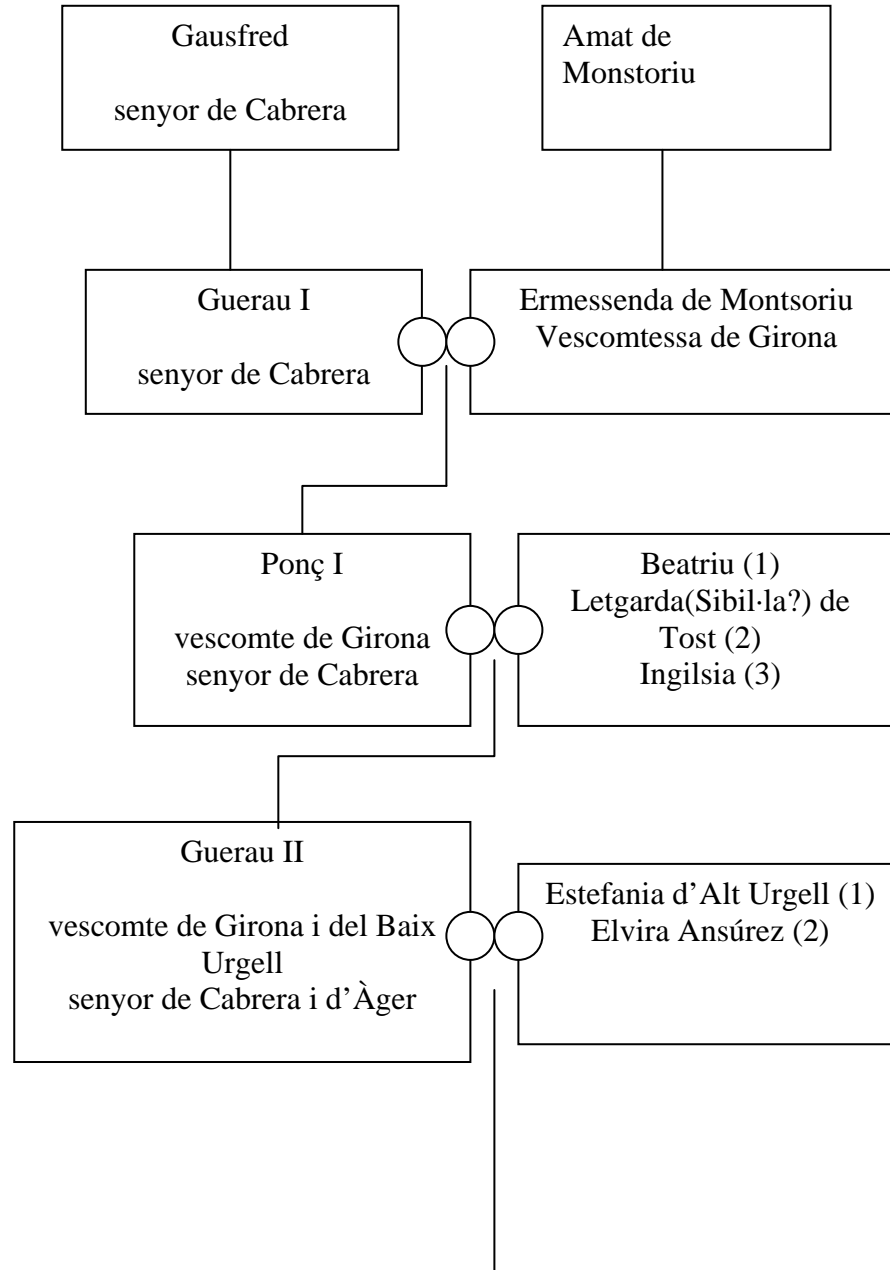 Gausfred
senyor de Cabrera
Amat de
Monstoriu
Guerau I
senyor de Cabrera
Ermessenda de Montsoriu
Vescomtessa de Girona
Ponç I
vescomte de Girona
senyor de Cabrera
Beatriu (1)
Letgarda(Sibil·la?) de
Tost (2)
Ingilsia (3)
Guerau II
vescomte de Girona i del Baix
Urgell
senyor de Cabrera i d’Àger
Estefania d’Alt Urgell (1)
Elvira Ansúrez (2)